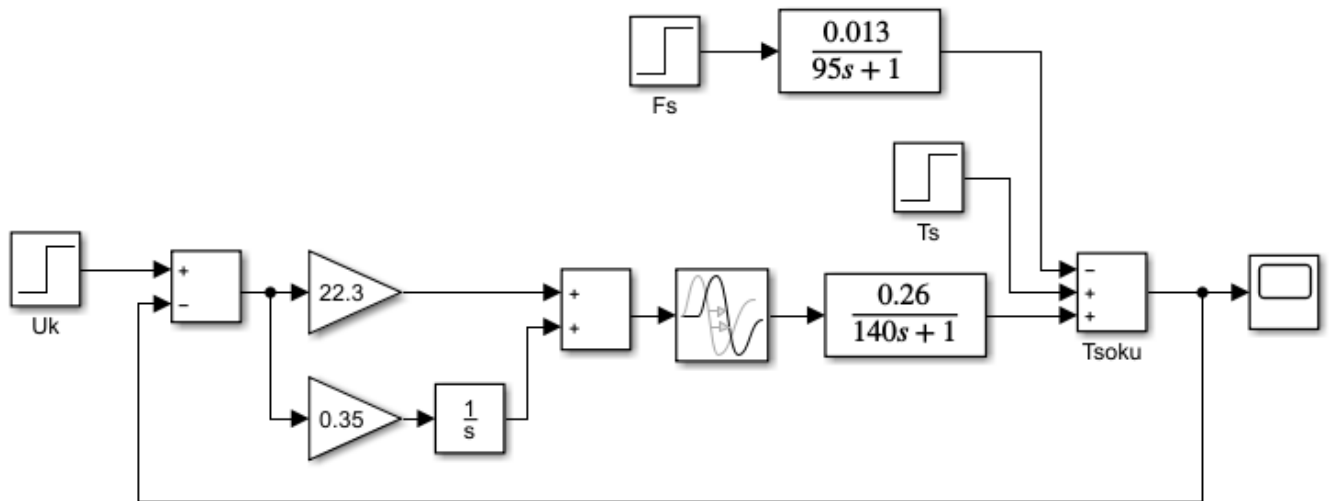 0.013
95s + 1
Fs
Ts
Uk
+
−
22.3
0.35
1
s
+
+
0.26
140s + 1
−
+
+
Tsoku